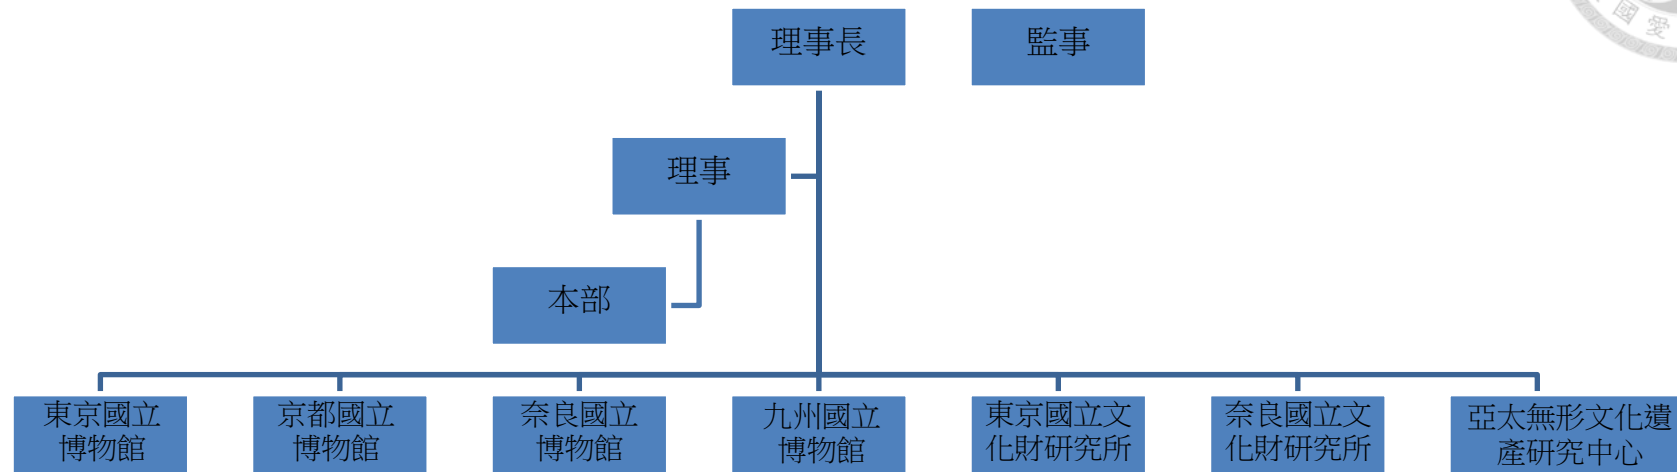 理事長
監事
理事
本部
東京國立
博物館
京都國立
博物館
奈良國立
博物館
九州國立
博物館
東京國立文
化財研究所
奈良國立文
化財研究所
亞太無形文化遺
產研究中心
國愛